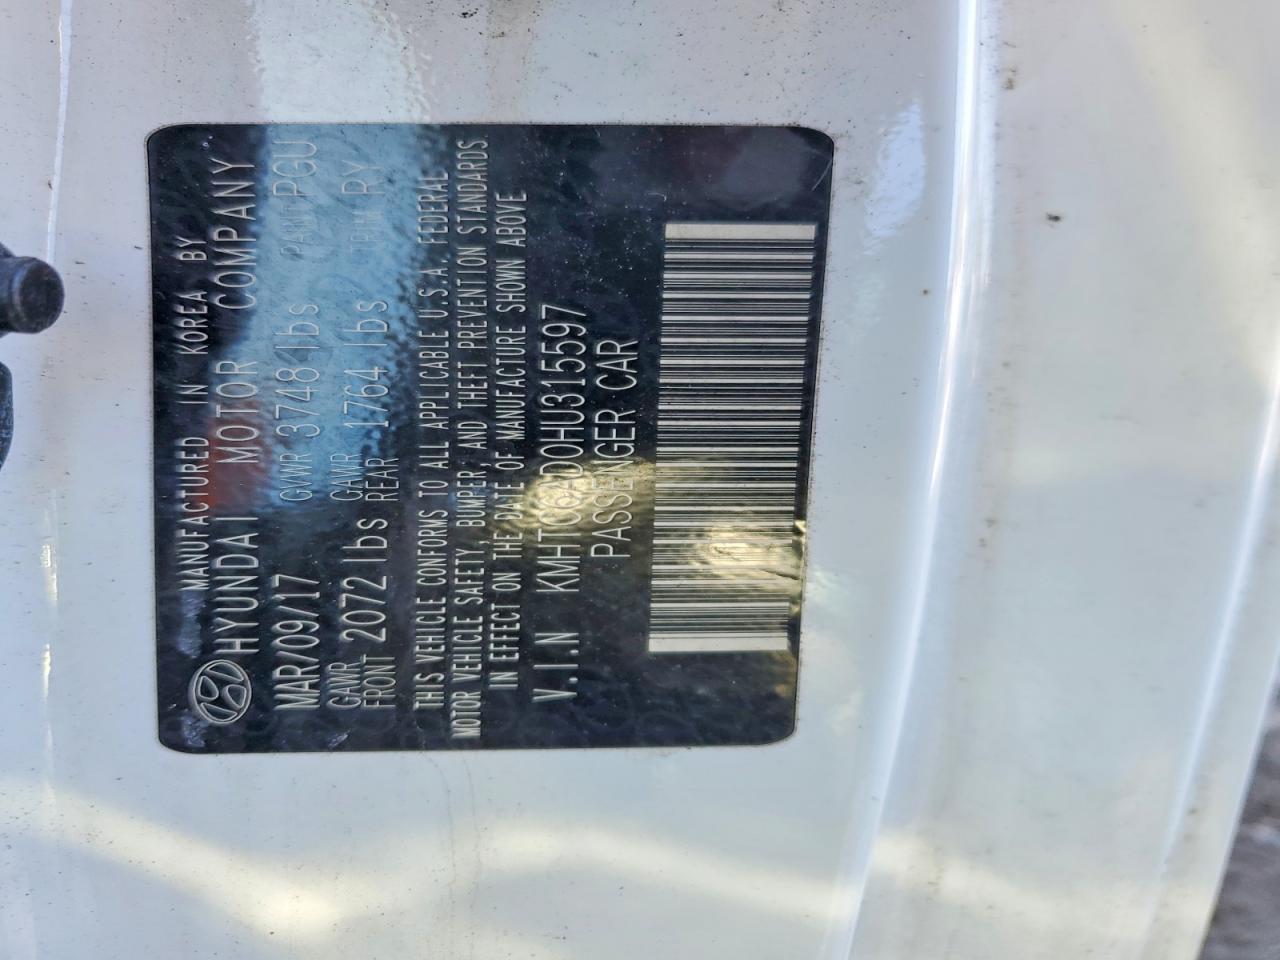 MANUFACTURED IN KOREA BY
HYUNDAI MOTOR COMPANY
MAR/09/17 GVWR 3748 lbs PAINT PGU
GAWR GAWR
FRONT 2072 lbs REAR 1764 lbs TRIM RY
THIS VEHICLE CONFORMS TO ALL APPLICABLE U.S.A. FEDERAL
MOTOR VEHICLE SAFETY, BUMPER, AND THEFT PREVENTION STANDARDS
IN EFFECT ON THE DATE OF MANUFACTURE SHOWN ABOVE
V.I.N KMHTC6AD0HU315597
PASSENGER CAR